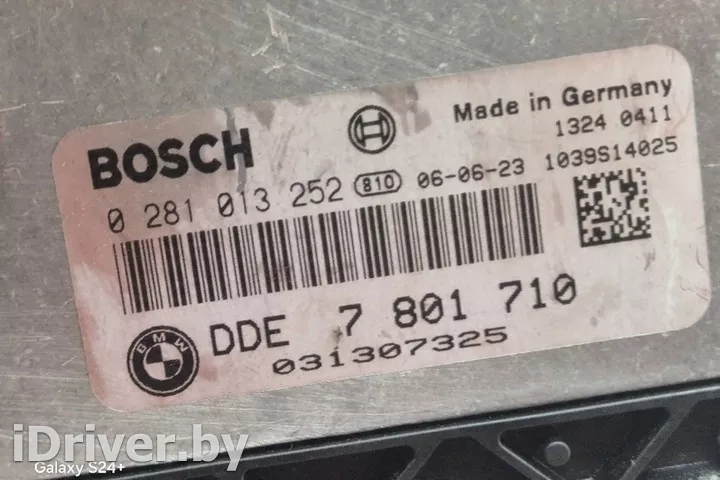 BOSCH
Made in Germany
1324 0411
0 281 013 252 810 06-06-23 1039S14025
BMW
DDE 7 801 710
031307325
iDriver.by
Galaxy S24+